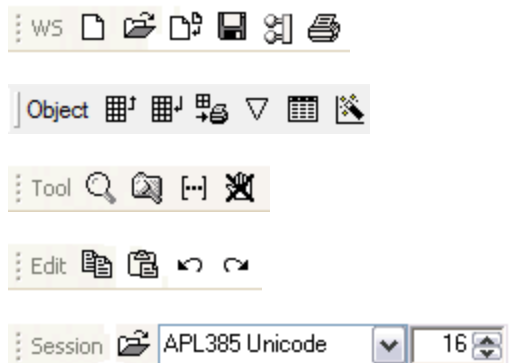 WS
Object
Tool
Edit
Session APL385 Unicode 16